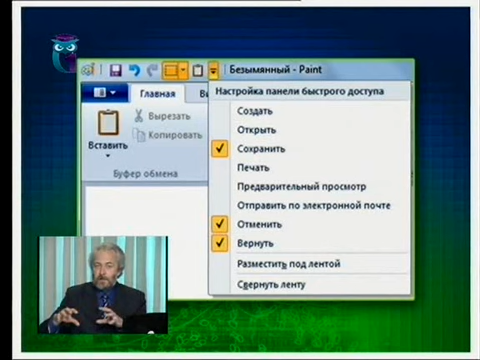 Безымянный - Paint
Главная
Ви
Настройка панели быстрого доступа
Вставить
Вырезать
Копировать
Буфер обмена
Создать
Открыть
Сохранить
Печать
Предварительный просмотр
Отправить по электронной почте
Отменить
Вернуть
Разместить под лентой
Свернуть ленту